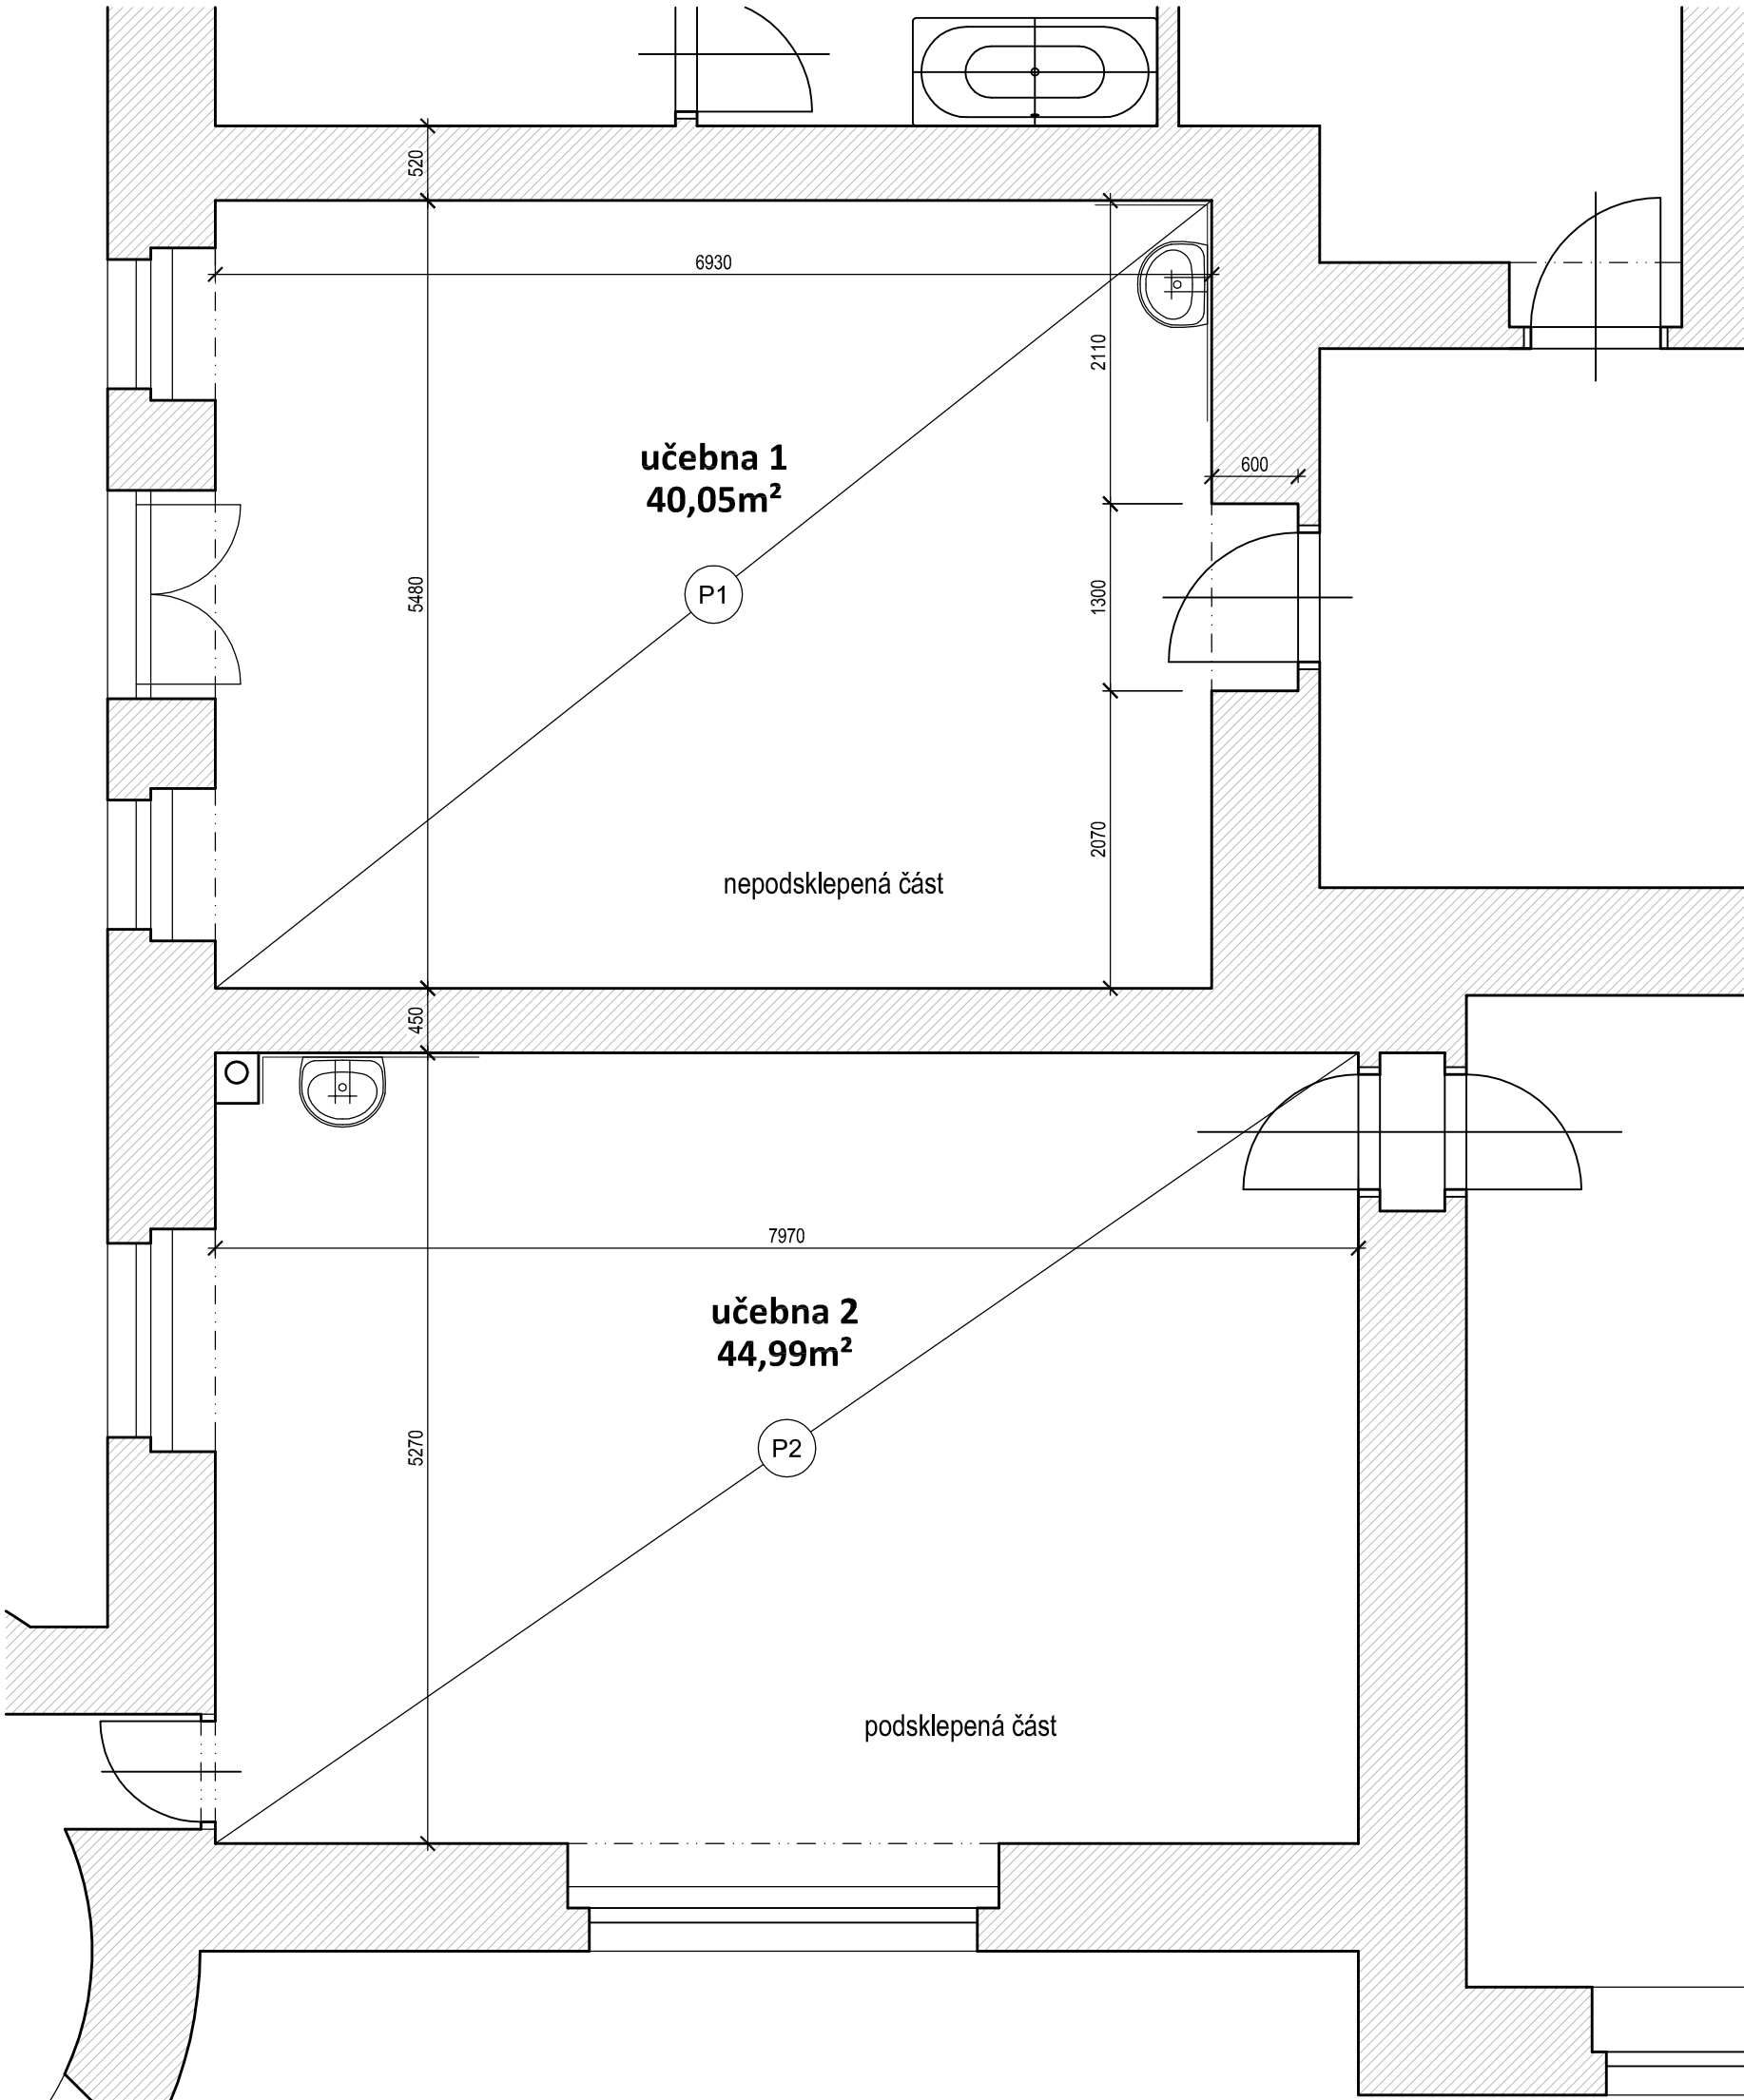 520
6930
2110
učebna 1
40,05m²
600
5480
P1
1300
2070
nepodsklepená část
450
7970
učebna 2
44,99m²
5270
P2
podsklepená část